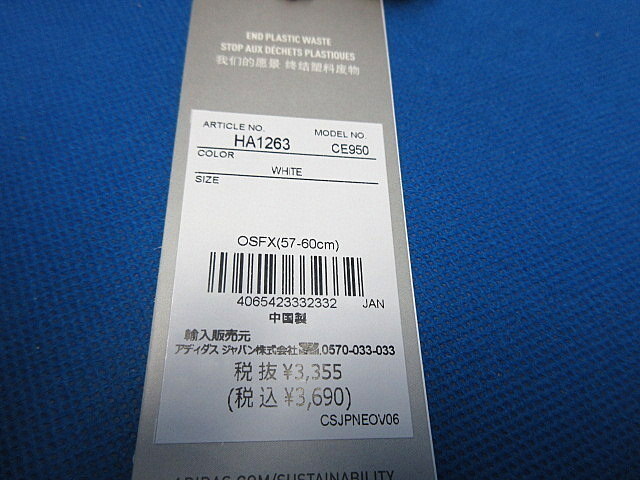 END PLASTIC WASTE
STOP AUX DÉCHETS PLASTIQUES
我们的愿景 终结塑料废物
ARTICLE NO. MODEL NO.
HA1263 CE950
COLOR
WHITE
SIZE
OSFX(57-60cm)
4065423332332 JAN
中国製
輸入販売元
アディダス ジャパン株式会社 0570-033-033
税抜 ¥3,355
(税込 ¥3,690)
CSJPNEOV06
ADIDAS.COM/SUSTAINABILITY